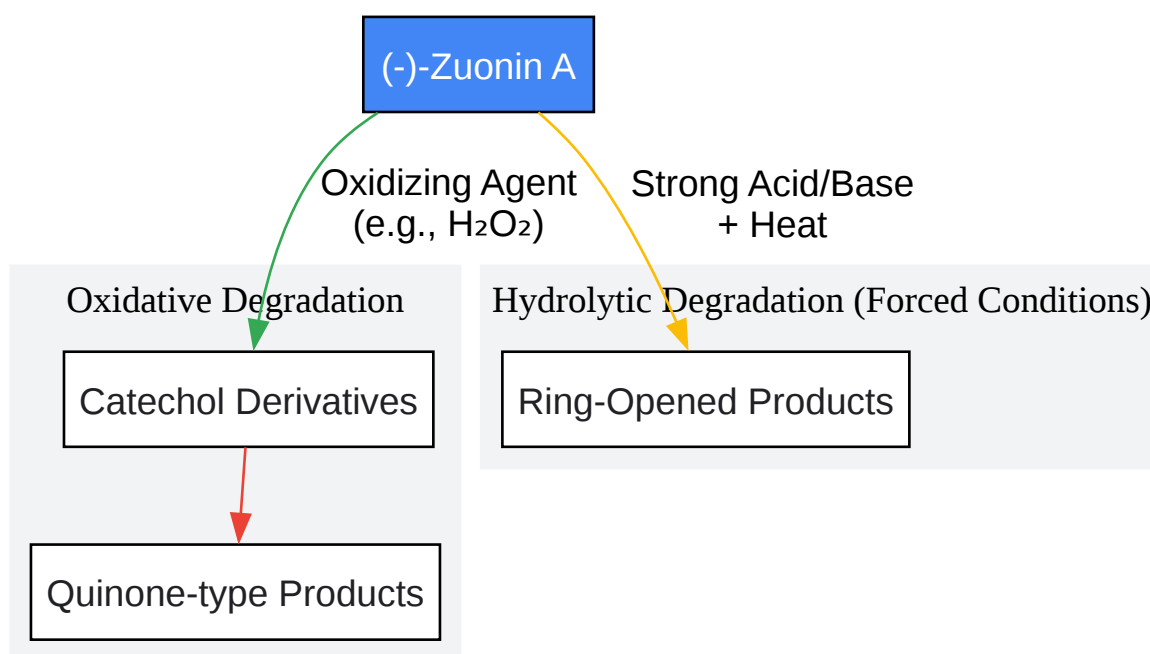 (-)-Zuonin A
Oxidizing Agent
(e.g., H₂O₂)
Strong Acid/Base
+ Heat
Oxidative Degradation
Hydrolytic Degradation (Forced Conditions)
Catechol Derivatives
Ring-Opened Products
Quinone-type Products